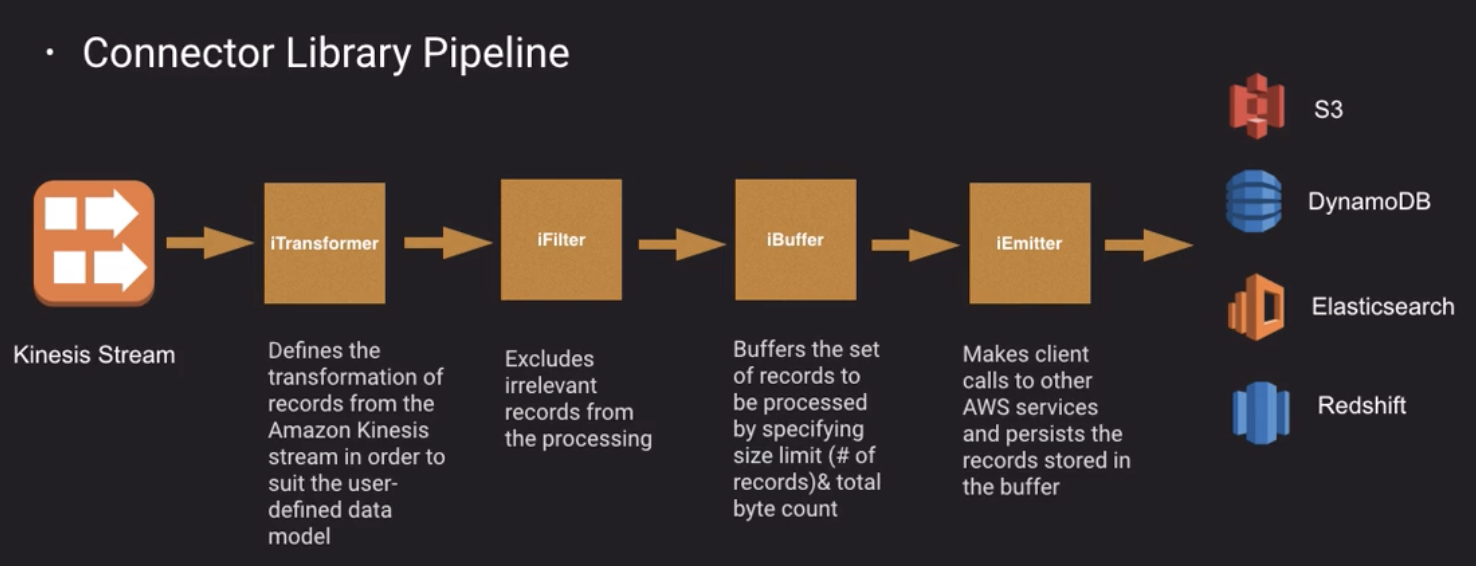 • Connector Library Pipeline
S3
DynamoDB
Elasticsearch
Redshift
iTransformer
iFilter
iBuffer
iEmitter
Kinesis Stream
Defines the
transformation of
records from the
Amazon Kinesis
stream in order to
suit the user-
defined data
model
Excludes
irrelevant
records from
the processing
Buffers the set
of records to
be processed
by specifying
size limit (# of
records)& total
byte count
Makes client
calls to other
AWS services
and persists the
records stored in
the buffer